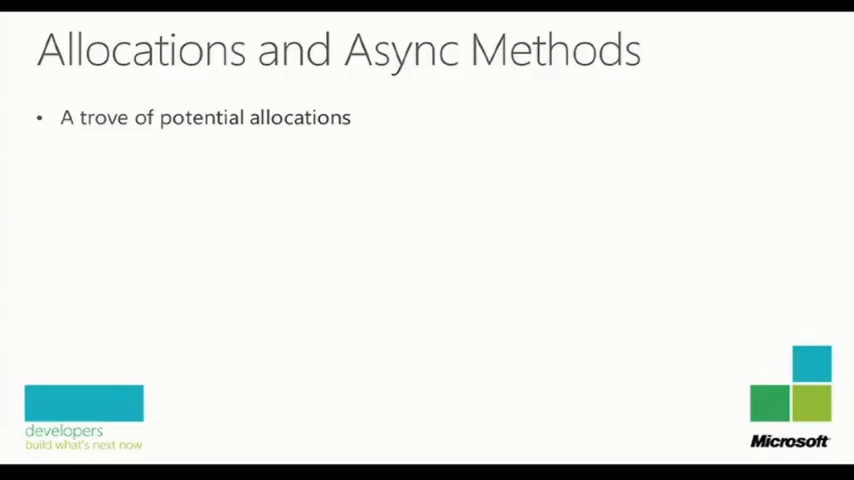 Allocations and Async Methods
• A trove of potential allocations
developers
build what's next now
Microsoft